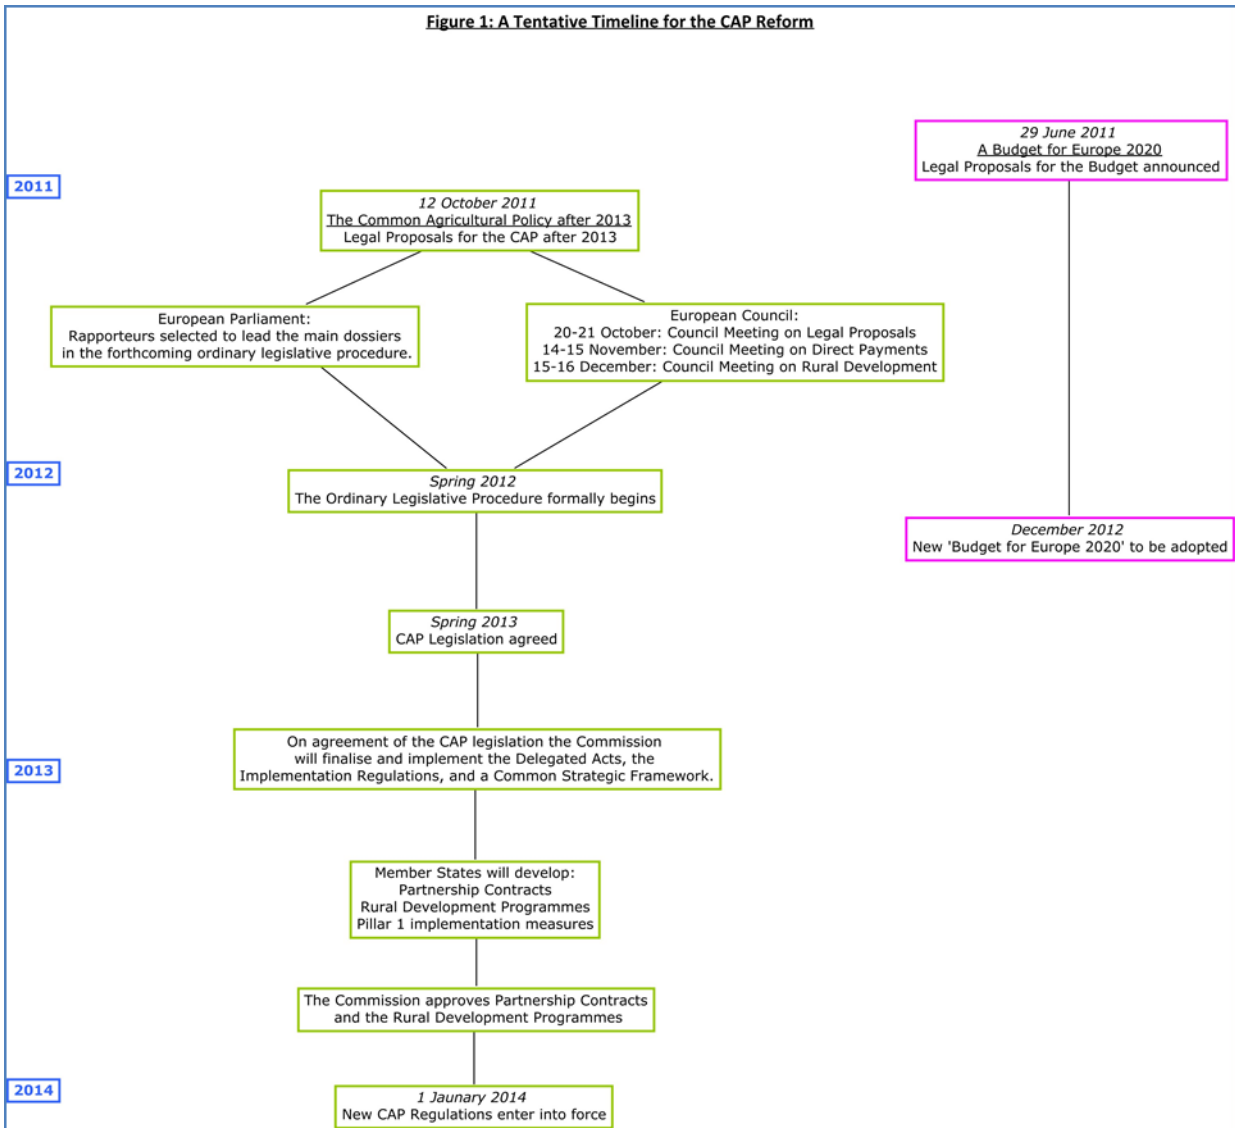 Figure 1: A Tentative Timeline for the CAP Reform
29 June 2011
A Budget for Europe 2020
Legal Proposals for the Budget announced
2011
12 October 2011
The Common Agricultural Policy after 2013
Legal Proposals for the CAP after 2013
European Parliament:
Rapporteurs selected to lead the main dossiers
in the forthcoming ordinary legislative procedure.
European Council:
20-21 October: Council Meeting on Legal Proposals
14-15 November: Council Meeting on Direct Payments
15-16 December: Council Meeting on Rural Development
2012
Spring 2012
The Ordinary Legislative Procedure formally begins
December 2012
New 'Budget for Europe 2020' to be adopted
Spring 2013
CAP Legislation agreed
On agreement of the CAP legislation the Commission
will finalise and implement the Delegated Acts, the
Implementation Regulations, and a Common Strategic Framework.
2013
Member States will develop:
Partnership Contracts
Rural Development Programmes
Pillar 1 implementation measures
The Commission approves Partnership Contracts
and the Rural Development Programmes
2014
1 Jaunary 2014
New CAP Regulations enter into force